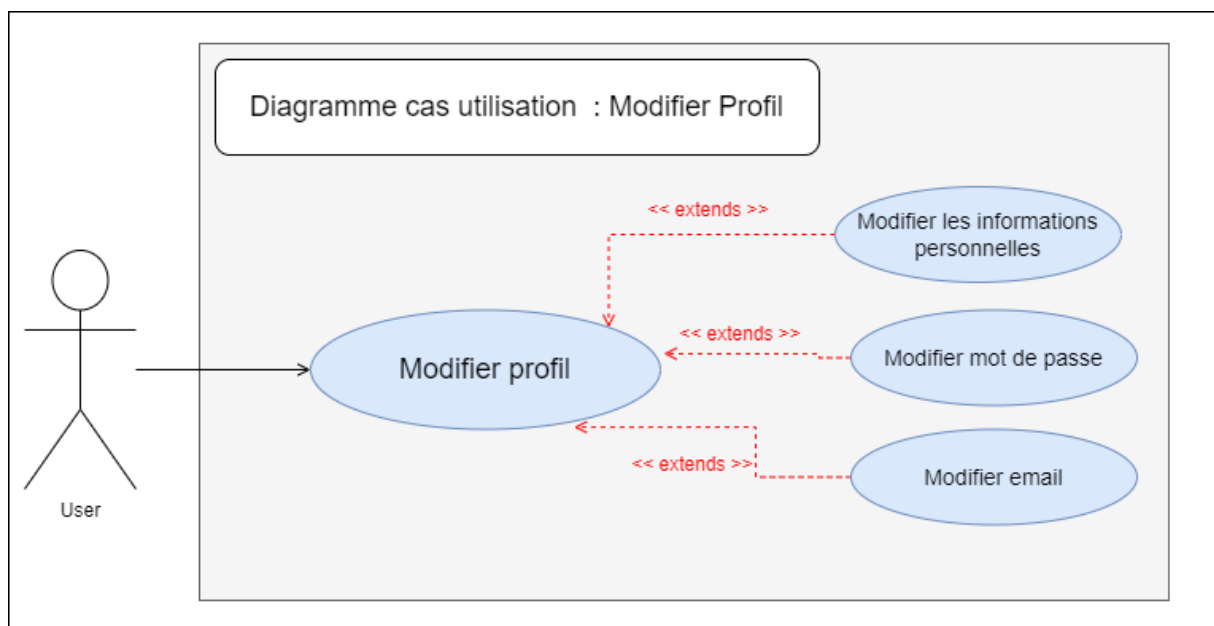 Diagramme cas utilisation : Modifier Profil
<< extends >>
Modifier les informations
personnelles
<< extends >>
Modifier profil
Modifier mot de passe
<< extends >>
Modifier email
User